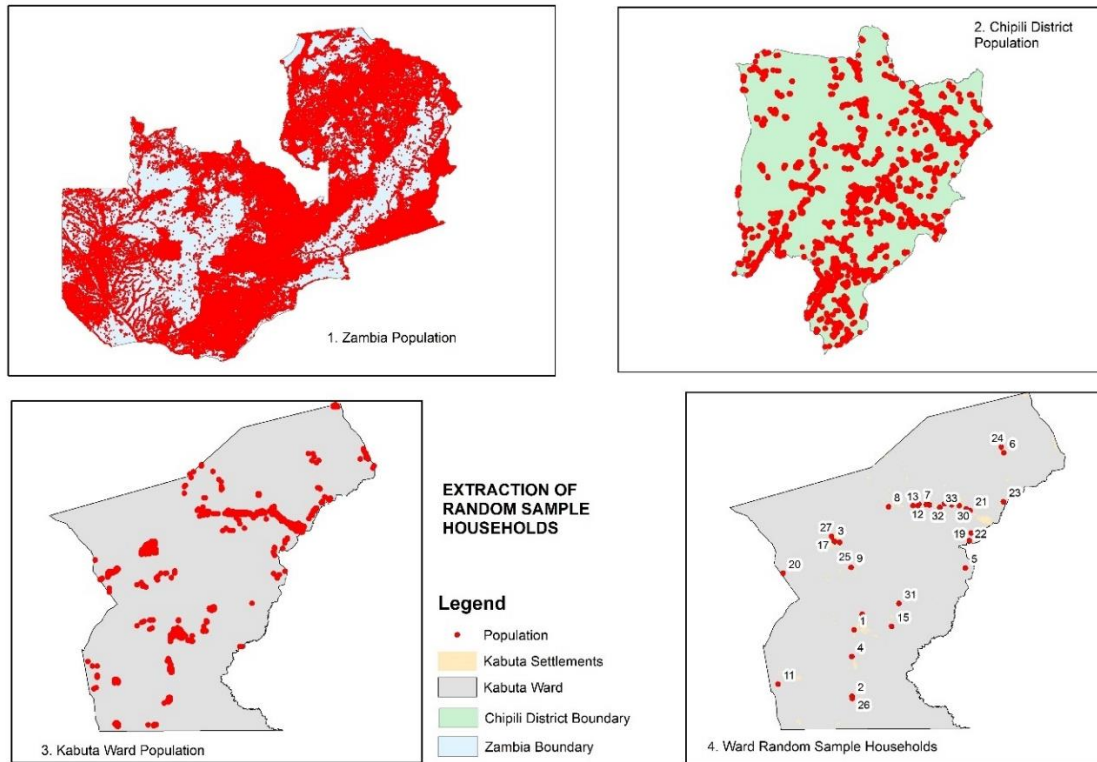 1. Zambia Population
2. Chipili District
Population
3. Kabuta Ward Population
EXTRACTION OF
RANDOM SAMPLE
HOUSEHOLDS
Legend
Population
Kabuta Settlements
Kabuta Ward
Chipili District Boundary
Zambia Boundary
24
6
8
13
7
33
21
23
12
32
30
27
3
19
22
17
25
9
5
20
31
1
15
4
11
2
26
4. Ward Random Sample Households